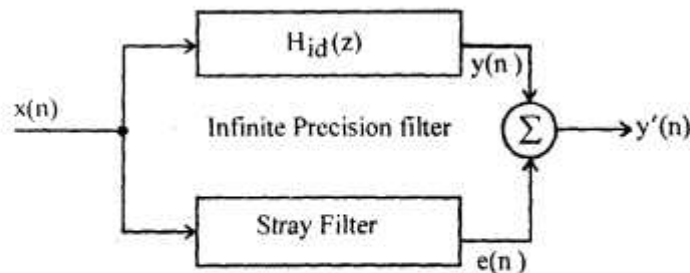 H_id(z)
y(n)
x(n)
Infinite Precision filter
Σ
y′(n)
Stray Filter
e(n)